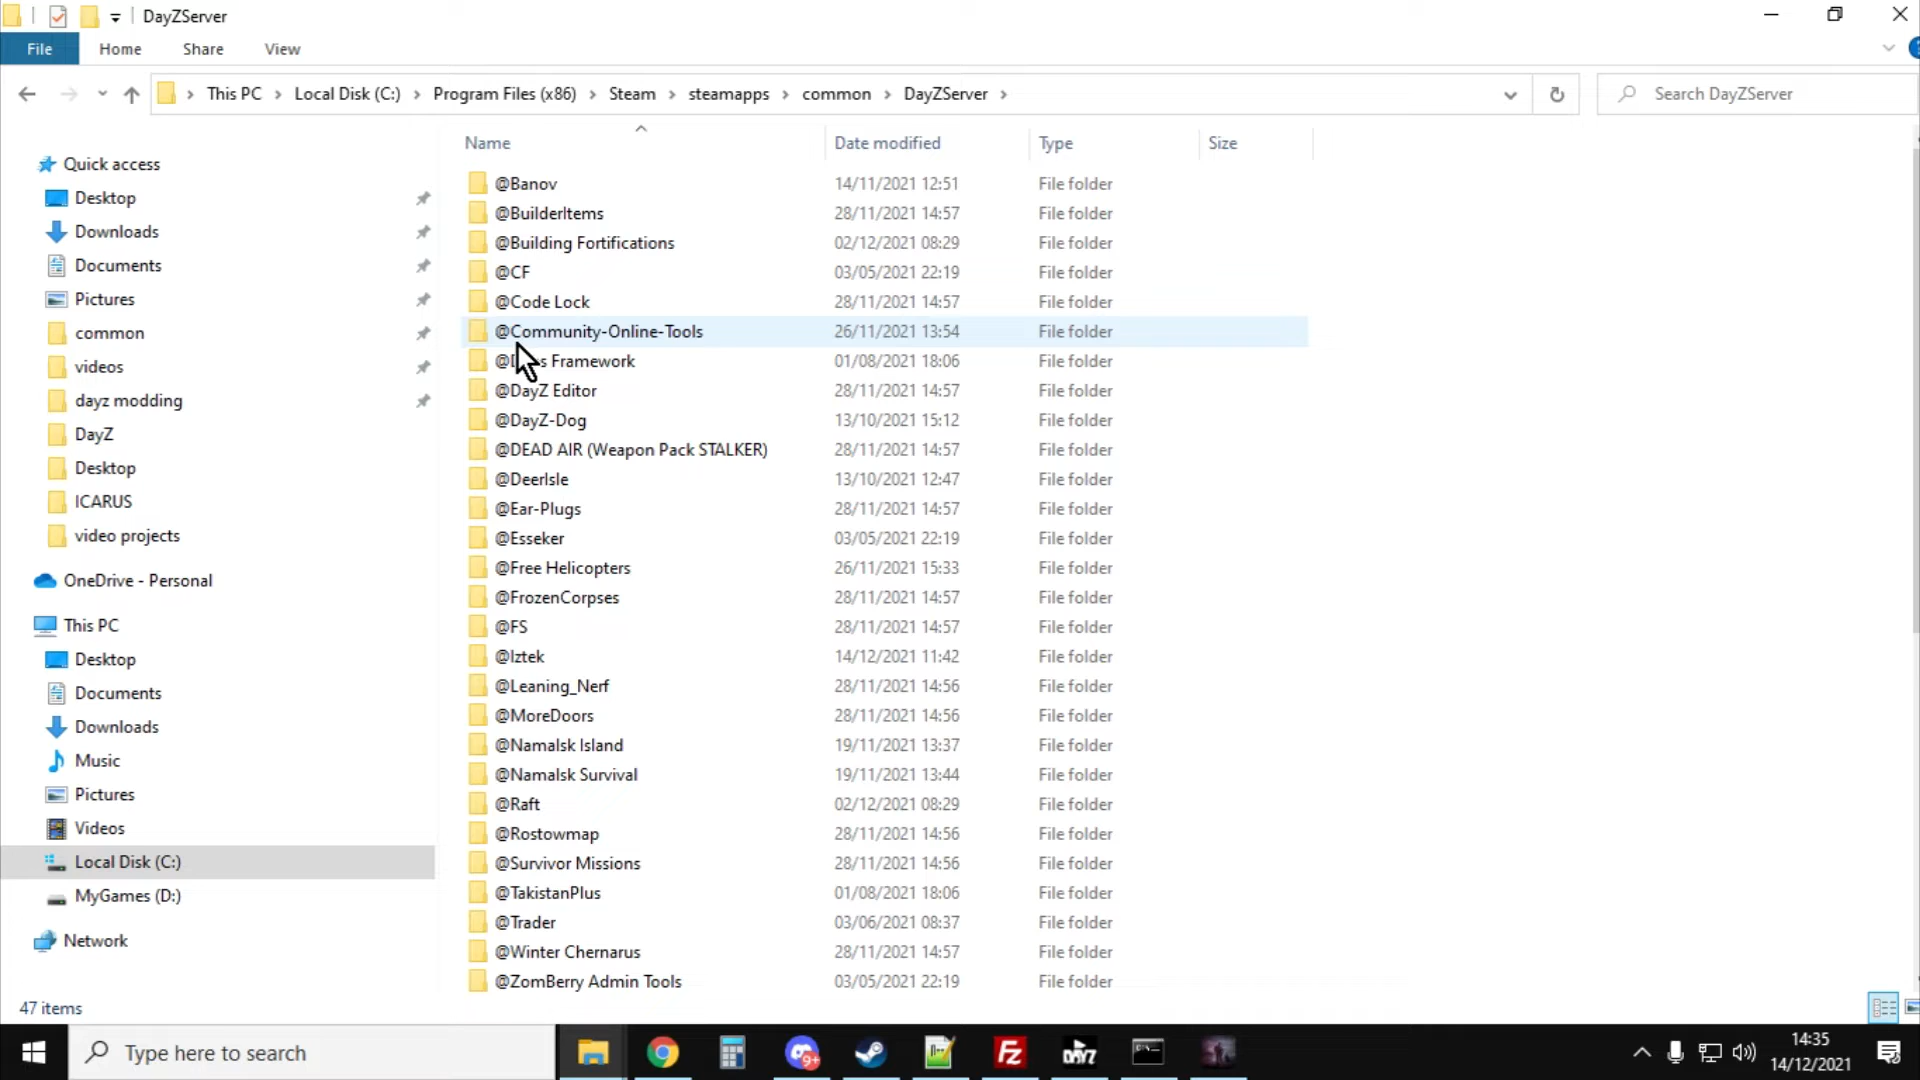 DayZServer
File Home Share View
This PC Local Disk (C:) Program Files (x86) Steam steamapps common DayZServer
Search DayZServer
Name Date modified Type Size
Quick access
Desktop
Downloads
Documents
Pictures
common
videos
dayz modding
DayZ
Desktop
ICARUS
video projects
OneDrive - Personal
This PC
Desktop
Documents
Downloads
Music
Pictures
Videos
Local Disk (C:)
MyGames (D:)
Network
@Banov 14/11/2021 12:51 File folder
@BuilderItems 28/11/2021 14:57 File folder
@Building Fortifications 02/12/2021 08:29 File folder
@CF 03/05/2021 22:19 File folder
@Code Lock 28/11/2021 14:57 File folder
@Community-Online-Tools 26/11/2021 13:54 File folder
Framework 01/08/2021 18:06 File folder
@DayZ Editor 28/11/2021 14:57 File folder
@DayZ-Dog 13/10/2021 15:12 File folder
@DEAD AIR (Weapon Pack STALKER) 28/11/2021 14:57 File folder
@DeerIsle 13/10/2021 12:47 File folder
@Ear-Plugs 28/11/2021 14:57 File folder
@Esseker 03/05/2021 22:19 File folder
@Free Helicopters 26/11/2021 15:33 File folder
@FrozenCorpses 28/11/2021 14:57 File folder
@FS 28/11/2021 14:57 File folder
@Iztek 14/12/2021 11:42 File folder
@Leaning_Nerf 28/11/2021 14:56 File folder
@MoreDoors 28/11/2021 14:56 File folder
@Namalsk Island 19/11/2021 13:37 File folder
@Namalsk Survival 19/11/2021 13:44 File folder
@Raft 02/12/2021 08:29 File folder
@Rostowmap 28/11/2021 14:56 File folder
@Survivor Missions 28/11/2021 14:56 File folder
@TakistanPlus 01/08/2021 18:06 File folder
@Trader 03/06/2021 08:37 File folder
@Winter Chernarus 28/11/2021 14:57 File folder
@ZomBerry Admin Tools 03/05/2021 22:19 File folder
47 items
Type here to search
9+
DAYZ
14:35
14/12/2021